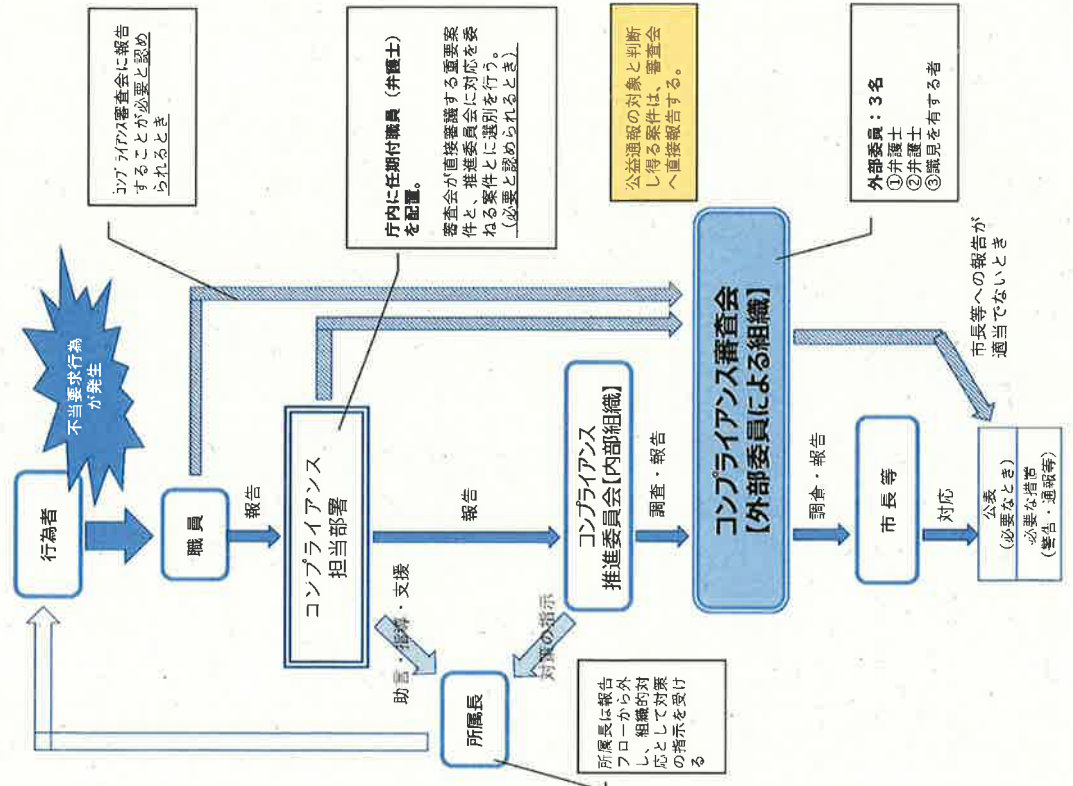 行為者
不当要求行為
が発生
コンプライアンス審査会に報告
することが必要と認め
られるとき
職員
報告
コンプライアンス
担当部署
庁内に任期付職員（弁護士）
を配置。
審査会が直接審議する重要案
件と、推進委員会に対応を委
ねる案件とに選別を行う。
（必要と認められるとき）
助言・指導・支援
報告
所属長
対策の指示
コンプライアンス
推進委員会【内部組織】
公益通報の対象と判断
し得る案件は、審査会
へ直接報告する。
所属長は報告
フローから外
し、組織的対
応として対策
の指示を受け
る
調査・報告
コンプライアンス審査会
【外部委員による組織】
外部委員：３名
①弁護士
②弁護士
③識見を有する者
調査・報告
市長等
市長等への報告が
適当でないとき
対応
公表
（必要なとき）
必要な措置
（警告・通報等）